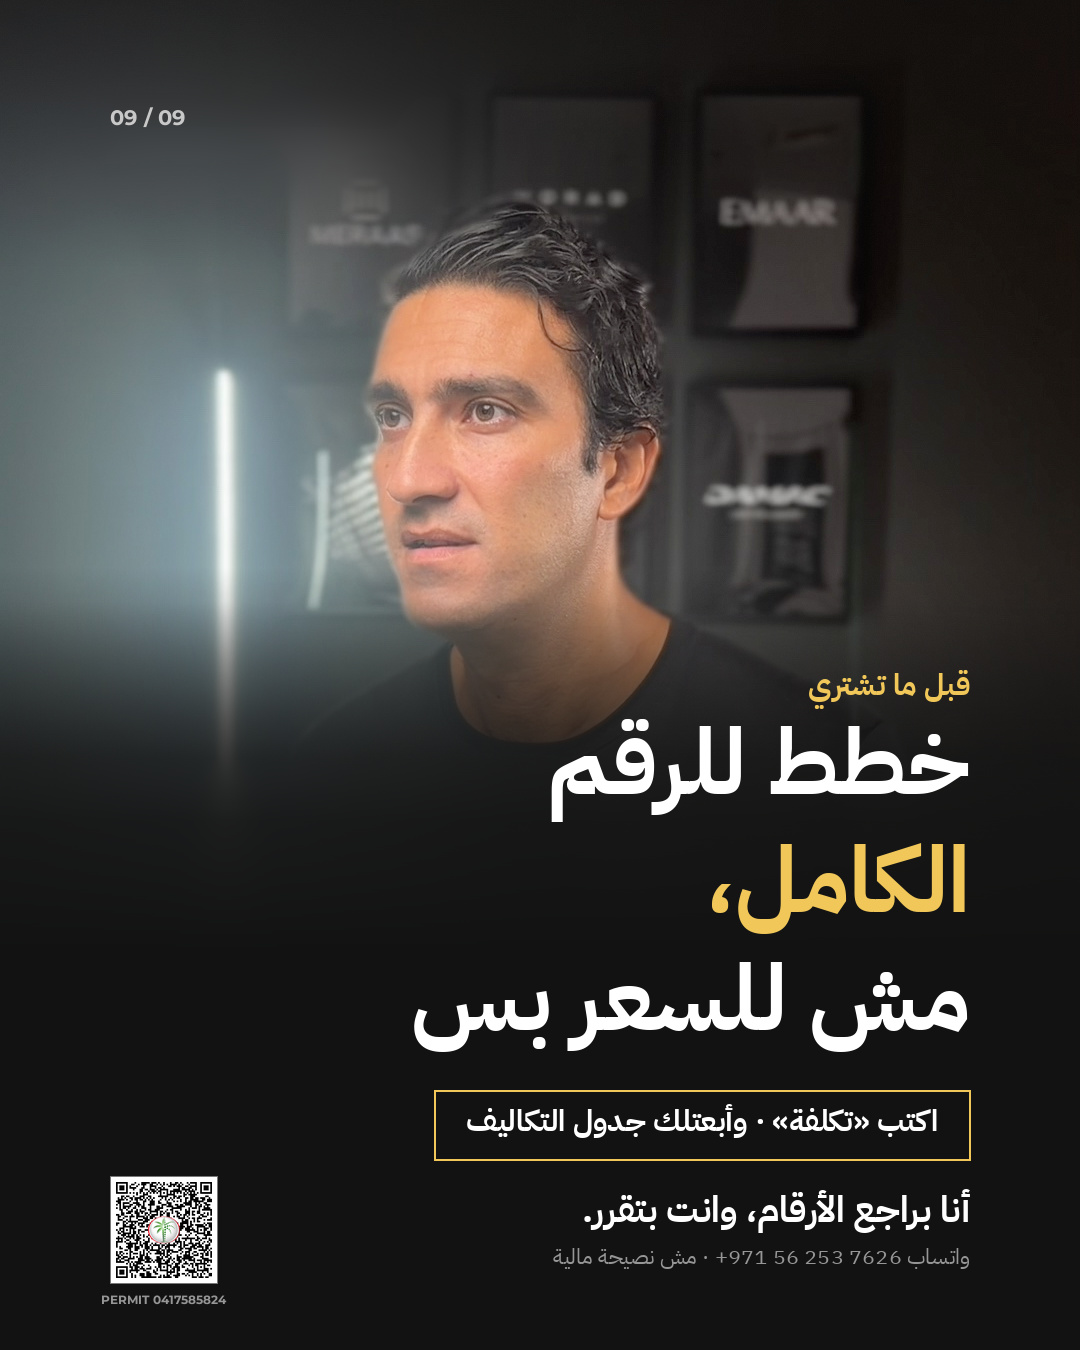 09 / 09
EMAAR
DAMAC
قبل ما تشتري
خطط للرقم
الكامل،
مش للسعر بس
اكتب «تكلفة» · وأبعتلك جدول التكاليف
أنا براجع الأرقام، وانت بتقرر.
واتساب 7626 253 56 971+ · مش نصيحة مالية
PERMIT 0417585824